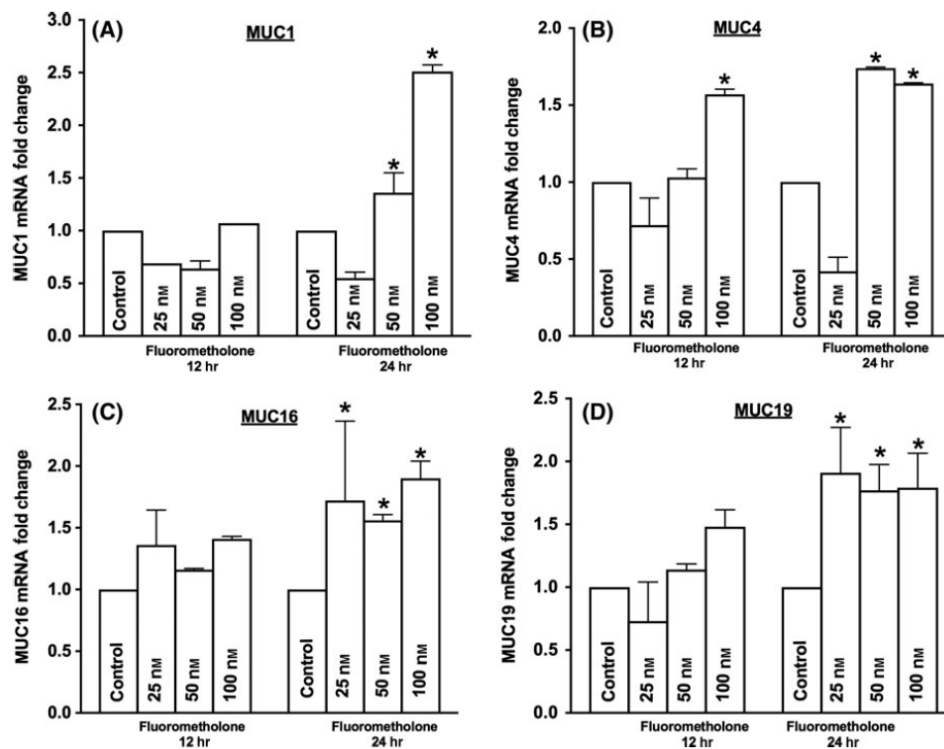 (A)
MUC1
MUC1 mRNA fold change
3.0
2.5
2.0
1.5
1.0
0.5
0.0
*
*
Control
25 nM
50 nM
100 nM
Control
25 nM
50 nM
100 nM
Fluorometholone
12 hr
Fluorometholone
24 hr
(B)
MUC4
MUC4 mRNA fold change
2.0
1.5
1.0
0.5
0.0
*
*
*
Control
25 nM
50 nM
100 nM
Control
25 nM
50 nM
100 nM
Fluorometholone
12 hr
Fluorometholone
24 hr
(C)
MUC16
MUC16 mRNA fold change
2.5
2.0
1.5
1.0
0.5
0.0
*
*
*
Control
25 nM
50 nM
100 nM
Control
25 nM
50 nM
100 nM
Fluorometholone
12 hr
Fluorometholone
24 hr
(D)
MUC19
MUC19 mRNA fold change
2.5
2.0
1.5
1.0
0.5
0.0
*
*
*
Control
25 nM
50 nM
100 nM
Control
25 nM
50 nM
100 nM
Fluorometholone
12 hr
Fluorometholone
24 hr